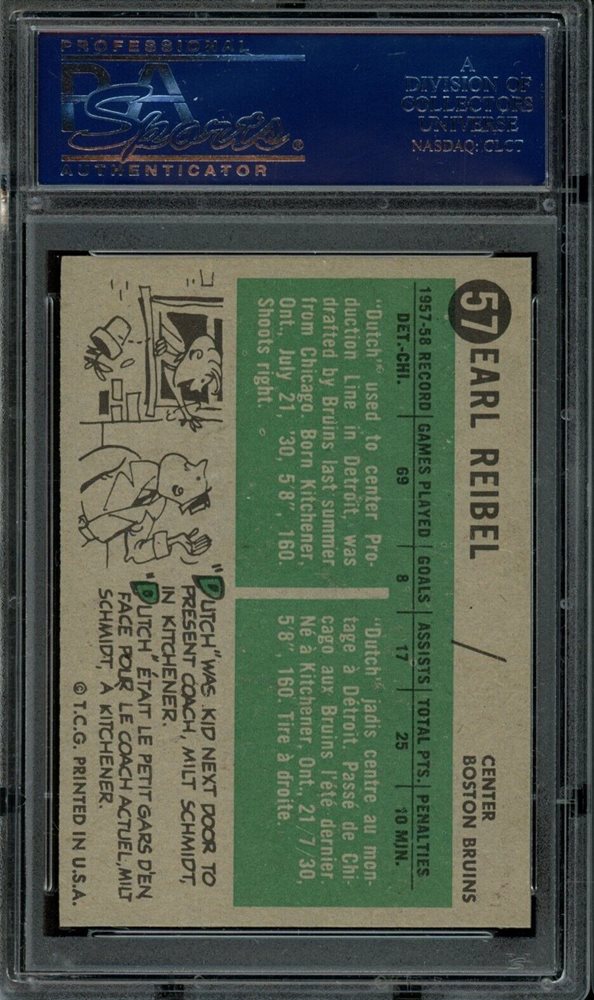 PROFESSIONAL
PSA
Sports®
AUTHENTICATOR
A
DIVISION OF
COLLECTORS
UNIVERSE
NASDAQ: CLCT
57 EARL REIBEL
CENTER
BOSTON BRUINS
1957-58 RECORD GAMES PLAYED GOALS ASSISTS TOTAL PTS. PENALTIES
DET.-CHI. 69 8 17 25 10 MIN.
"Dutch" used to center Pro-
duction Line in Detroit, was
drafted by Bruins last summer
from Chicago. Born Kitchener,
Ont., July 21, '30, 5'8", 160.
Shoots right.
"Dutch" jadis centre au mon-
tage à Détroit. Passé de Chi-
cago aux Bruins l'été dernier.
Né à Kitchener, Ont., 21/7/30,
5'8", 160. Tire à droite.
"DUTCH" WAS KID NEXT DOOR TO
PRESENT COACH, MILT SCHMIDT,
IN KITCHENER.
"DUTCH" ÉTAIT LE PETIT GARS D'EN
FACE POUR LE COACH ACTUEL, MILT
SCHMIDT, À KITCHENER.
© T.C.G. PRINTED IN U.S.A.